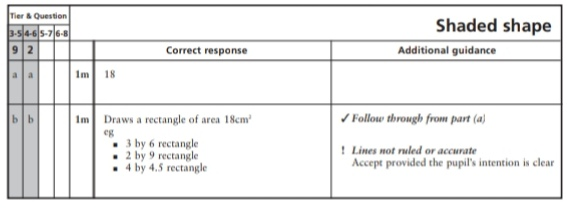 Tier & Question
Shaded shape
3-5 4-6 5-7 6-8
9 2
Correct response
Additional guidance
a a
1m
18
b b
1m
Draws a rectangle of area 18cm²
✓ Follow through from part (a)
eg
▪ 3 by 6 rectangle
! Lines not ruled or accurate
▪ 2 by 9 rectangle
Accept provided the pupil's intention is clear
▪ 4 by 4.5 rectangle